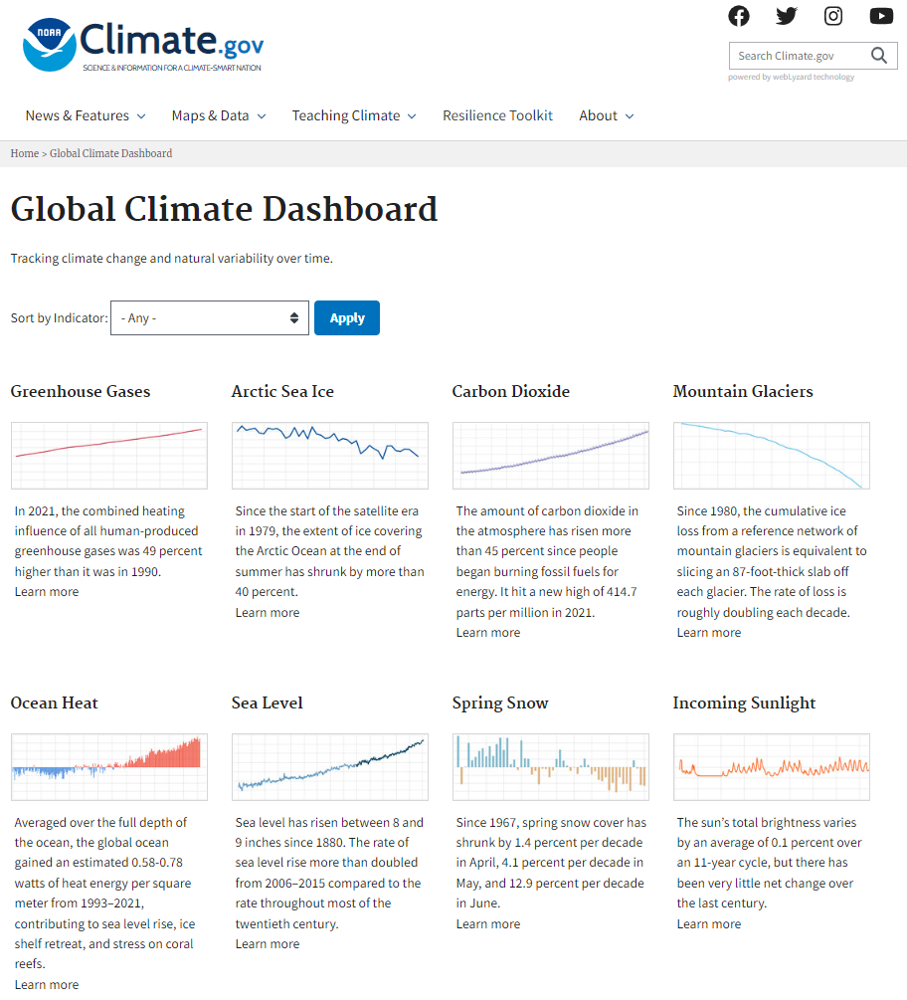 NOAA
Climate.gov
SCIENCE & INFORMATION FOR A CLIMATE-SMART NATION
Search Climate.gov
powered by webLyzard technology
News & Features
Maps & Data
Teaching Climate
Resilience Toolkit
About
Home > Global Climate Dashboard
Global Climate Dashboard
Tracking climate change and natural variability over time.
Sort by Indicator:
- Any -
Apply
Greenhouse Gases
In 2021, the combined heating
influence of all human-produced
greenhouse gases was 49 percent
higher than it was in 1990.
Learn more
Arctic Sea Ice
Since the start of the satellite era
in 1979, the extent of ice covering
the Arctic Ocean at the end of
summer has shrunk by more than
40 percent.
Learn more
Carbon Dioxide
The amount of carbon dioxide in
the atmosphere has risen more
than 45 percent since people
began burning fossil fuels for
energy. It hit a new high of 414.7
parts per million in 2021.
Learn more
Mountain Glaciers
Since 1980, the cumulative ice
loss from a reference network of
mountain glaciers is equivalent to
slicing an 87-foot-thick slab off
each glacier. The rate of loss is
roughly doubling each decade.
Learn more
Ocean Heat
Averaged over the full depth of
the ocean, the global ocean
gained an estimated 0.58-0.78
watts of heat energy per square
meter from 1993–2021,
contributing to sea level rise, ice
shelf retreat, and stress on coral
reefs.
Learn more
Sea Level
Sea level has risen between 8 and
9 inches since 1880. The rate of
sea level rise more than doubled
from 2006–2015 compared to the
rate throughout most of the
twentieth century.
Learn more
Spring Snow
Since 1967, spring snow cover has
shrunk by 1.4 percent per decade
in April, 4.1 percent per decade in
May, and 12.9 percent per decade
in June.
Learn more
Incoming Sunlight
The sun’s total brightness varies
by an average of 0.1 percent over
an 11-year cycle, but there has
been very little net change over
the last century.
Learn more